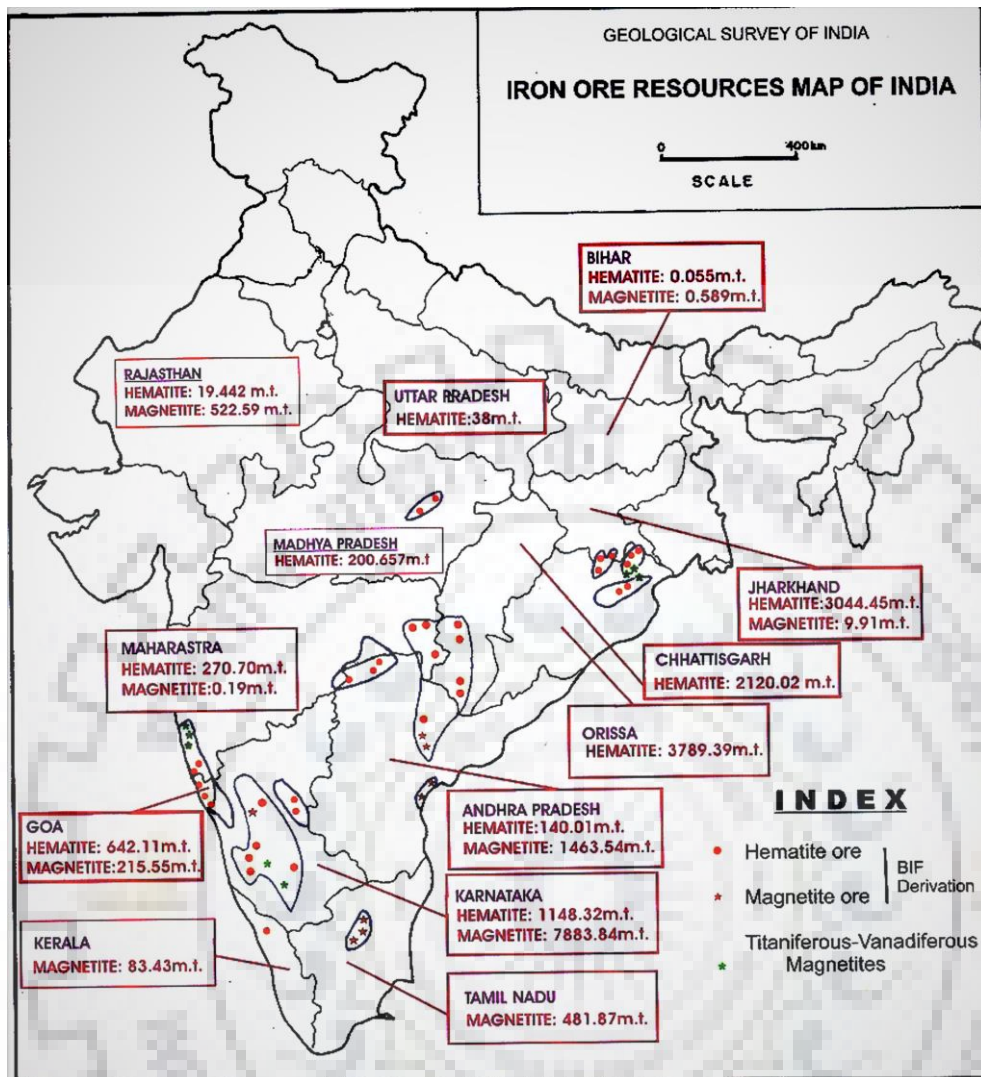 GEOLOGICAL SURVEY OF INDIA
IRON ORE RESOURCES MAP OF INDIA
0 400km
SCALE
BIHAR
HEMATITE: 0.055m.t.
MAGNETITE: 0.589m.t.
RAJASTHAN
HEMATITE: 19.442 m.t.
MAGNETITE: 522.59 m.t.
UTTAR PRADESH
HEMATITE:38m.t.
MADHYA PRADESH
HEMATITE: 200.657m.t
JHARKHAND
HEMATITE:3044.45m.t.
MAGNETITE: 9.91m.t.
MAHARASTRA
HEMATITE: 270.70m.t.
MAGNETITE:0.19m.t.
CHHATTISGARH
HEMATITE: 2120.02 m.t.
ORISSA
HEMATITE: 3789.39m.t.
GOA
HEMATITE: 642.11m.t.
MAGNETITE:215.55m.t.
ANDHRA PRADESH
HEMATITE:140.01m.t.
MAGNETITE: 1463.54m.t.
KARNATAKA
HEMATITE: 1148.32m.t.
MAGNETITE: 7883.84m.t.
KERALA
MAGNETITE: 83.43m.t.
TAMIL NADU
MAGNETITE: 481.87m.t.
INDEX
Hematite ore
Magnetite ore
BIF
Derivation
Titaniferous-Vanadiferous
Magnetites